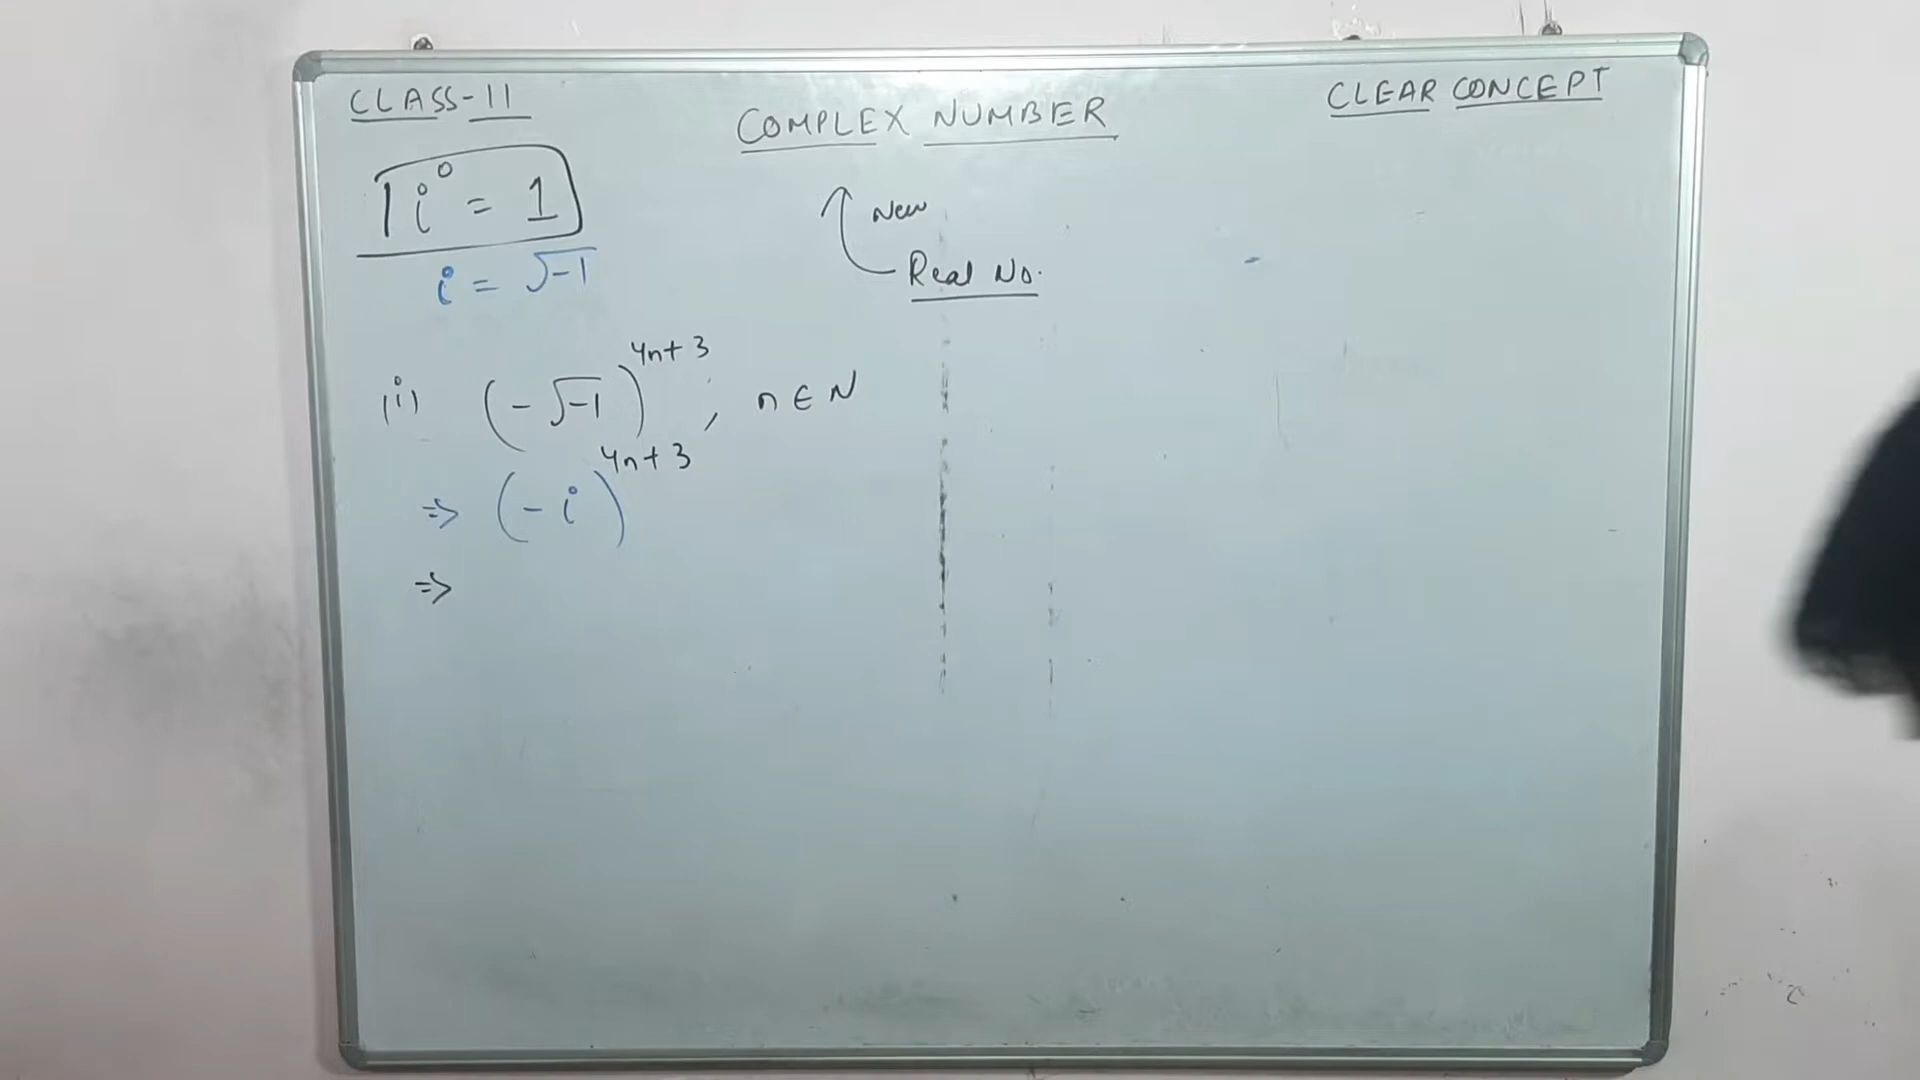 CLASS-11
COMPLEX NUMBER
CLEAR CONCEPT
i⁰ = 1
i = √-1
New
Real No.
(i) (-√-1)^4n+3, n ∈ N
⇒ (-i)^4n+3
⇒